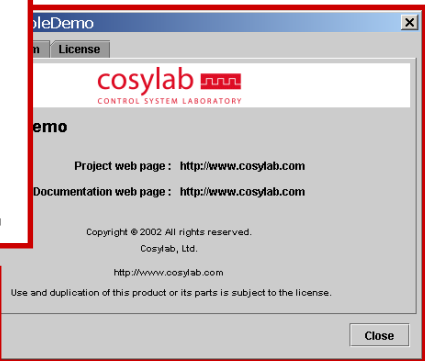 pleDemo
License
cosylab
CONTROL SYSTEM LABORATORY
emo
Project web page : http://www.cosylab.com
Documentation web page : http://www.cosylab.com
Copyright © 2002 All rights reserved.
Cosylab, Ltd.
http://www.cosylab.com
Use and duplication of this product or its parts is subject to the license.
Close